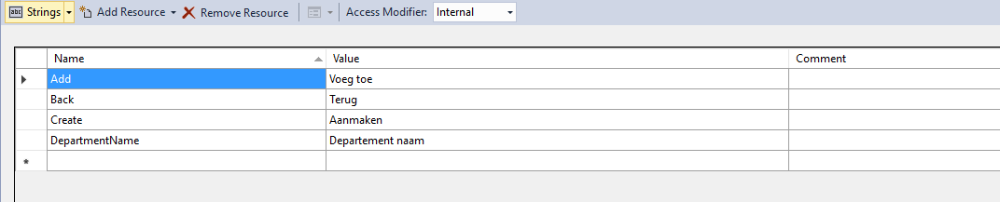 abc Strings Add Resource Remove Resource Access Modifier: Internal
Name Value Comment
Add Voeg toe
Back Terug
Create Aanmaken
DepartmentName Departement naam
*